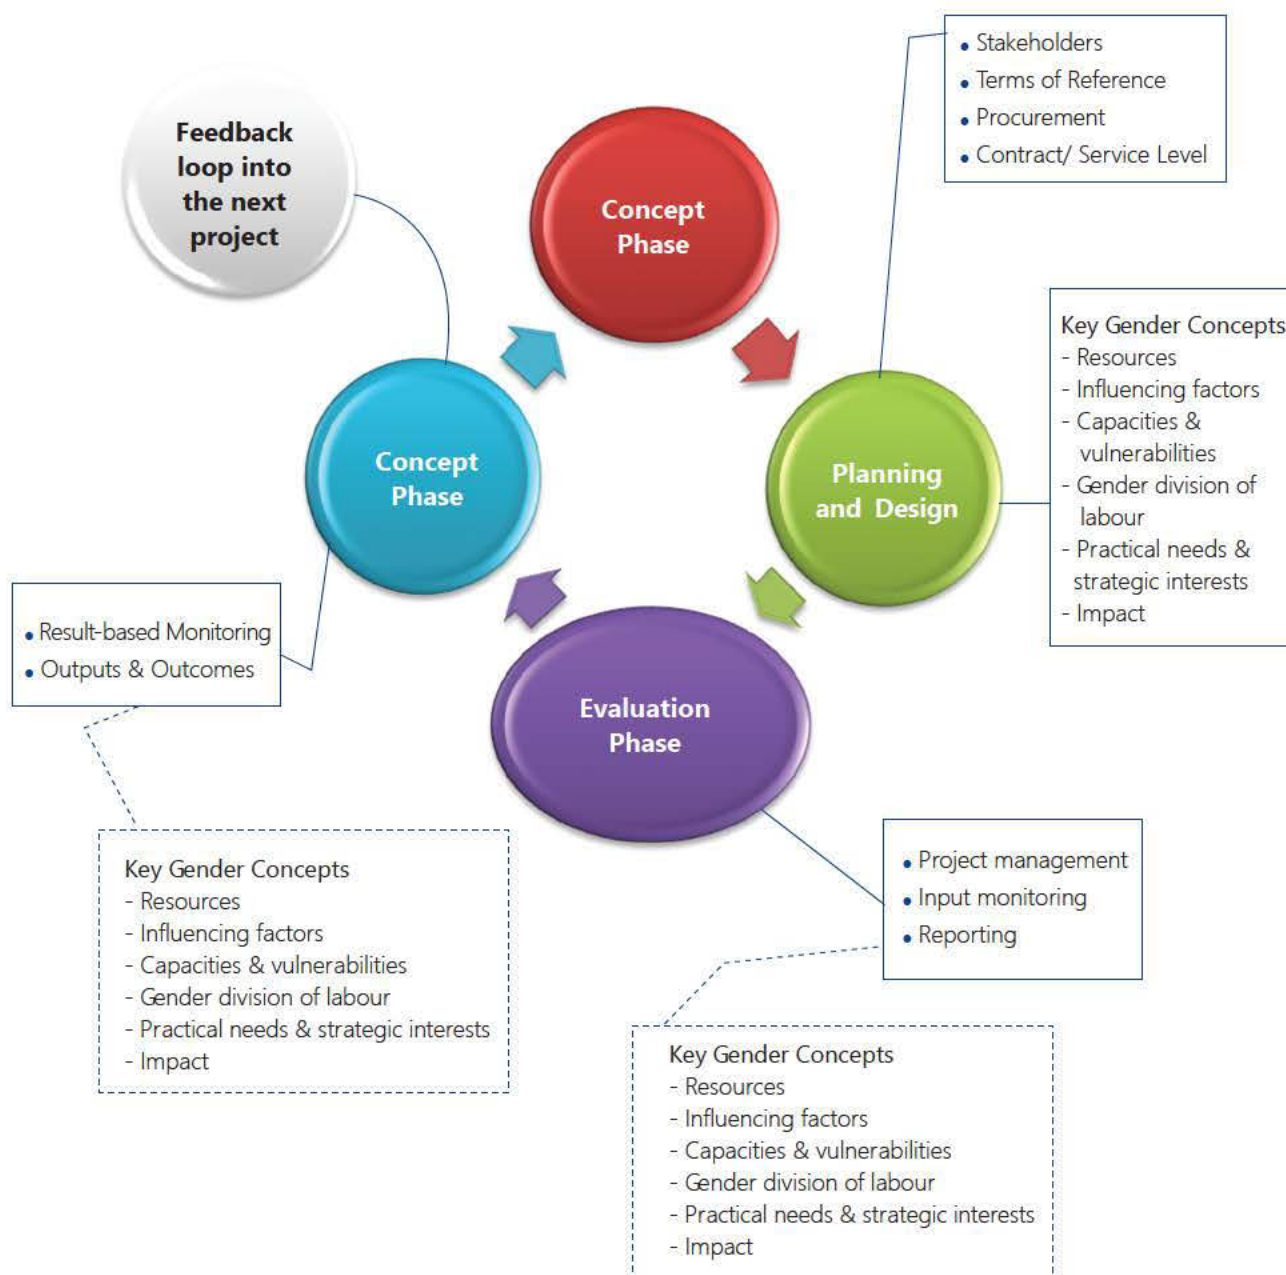 Feedback
loop into
the next
project
Concept
Phase
• Stakeholders
• Terms of Reference
• Procurement
• Contract/ Service Level
Key Gender Concepts
- Resources
- Influencing factors
- Capacities &
vulnerabilities
- Gender division of
labour
- Practical needs &
strategic interests
- Impact
Planning
and Design
Concept
Phase
• Result-based Monitoring
• Outputs & Outcomes
Evaluation
Phase
Key Gender Concepts
- Resources
- Influencing factors
- Capacities & vulnerabilities
- Gender division of labour
- Practical needs & strategic interests
- Impact
• Project management
• Input monitoring
• Reporting
Key Gender Concepts
- Resources
- Influencing factors
- Capacities & vulnerabilities
- Gender division of labour
- Practical needs & strategic interests
- Impact